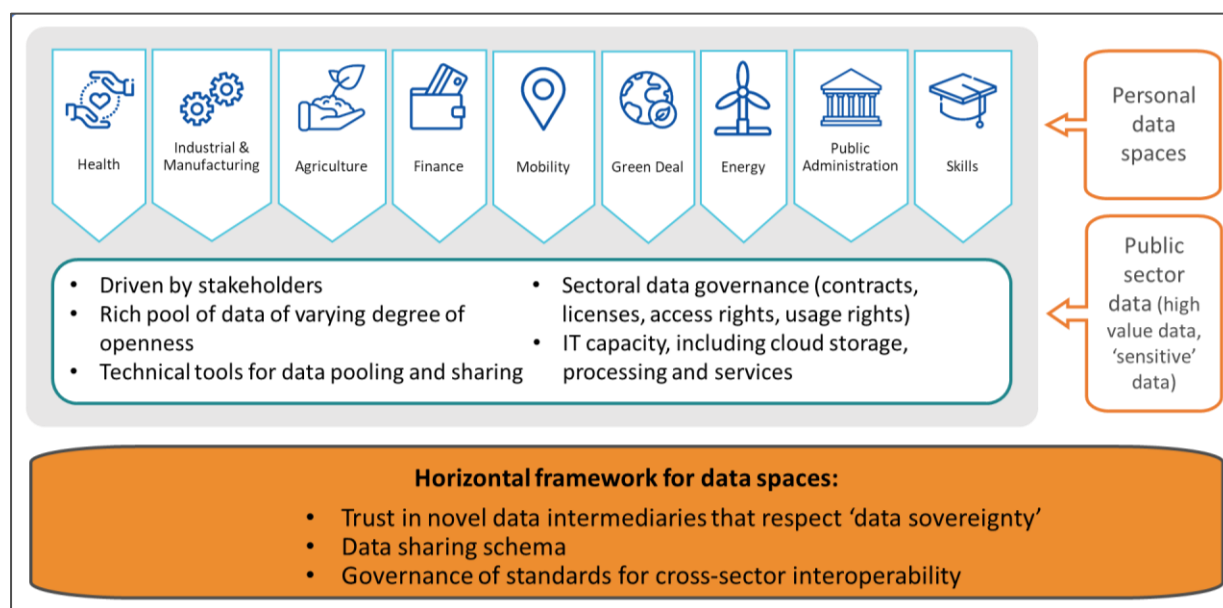 Health
Industrial &
Manufacturing
Agriculture
Finance
Mobility
Green Deal
Energy
Public
Administration
Skills
Personal
data
spaces
• Driven by stakeholders
• Rich pool of data of varying degree of
openness
• Technical tools for data pooling and sharing
• Sectoral data governance (contracts,
licenses, access rights, usage rights)
• IT capacity, including cloud storage,
processing and services
Public
sector
data (high
value data,
‘sensitive’
data)
Horizontal framework for data spaces:
• Trust in novel data intermediaries that respect ‘data sovereignty’
• Data sharing schema
• Governance of standards for cross-sector interoperability